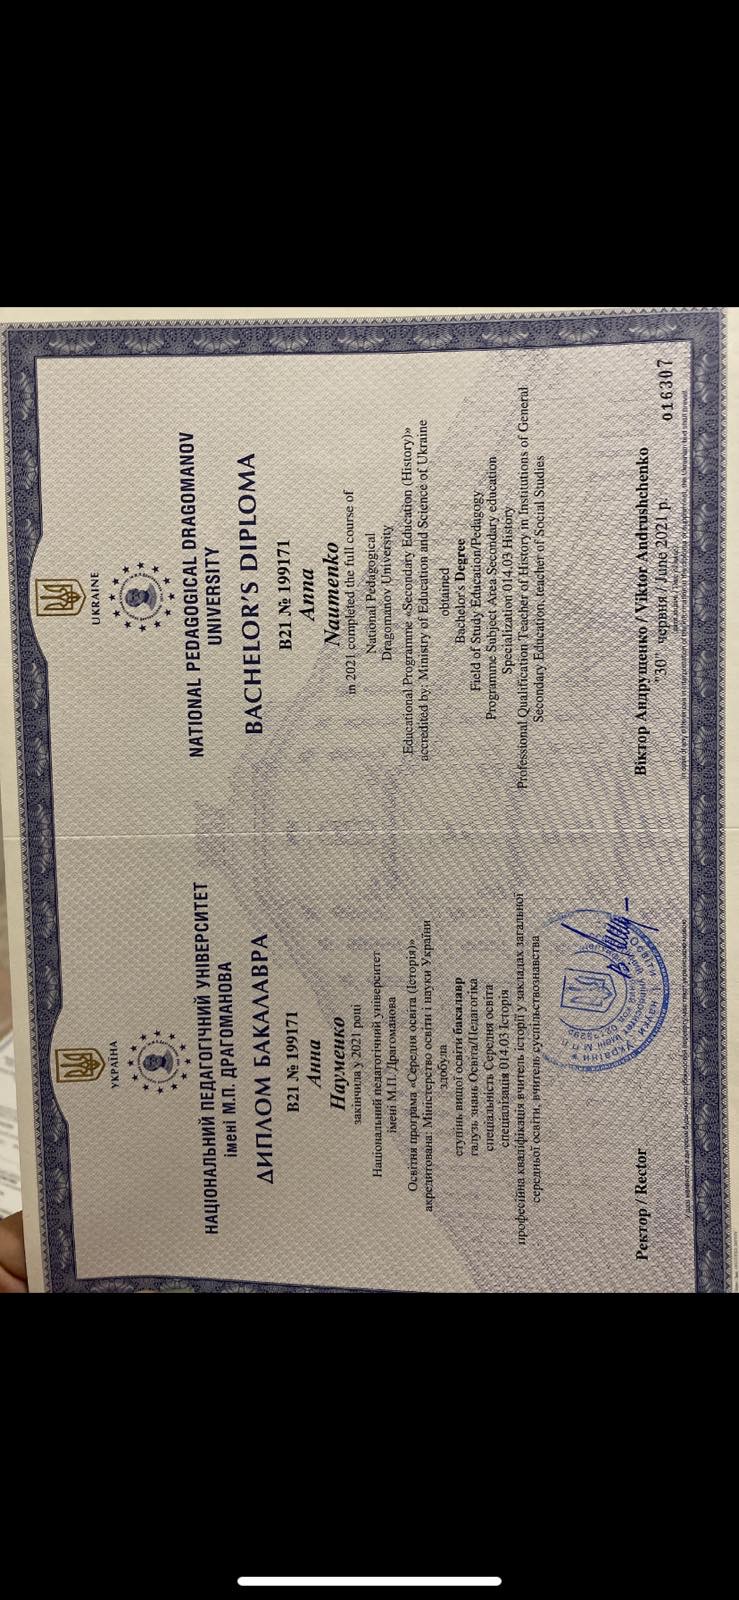 УКРАЇНА
НАЦІОНАЛЬНИЙ ПЕДАГОГІЧНИЙ УНІВЕРСИТЕТ
імені М.П. ДРАГОМАНОВА
ДИПЛОМ БАКАЛАВРА
B21 № 199171
Анна
Науменко
закінчила у 2021 році
Національний педагогічний університет
імені М.П. Драгоманова
Освітня програма «Середня освіта (Історія)»
акредитована: Міністерство освіти і науки України
здобула
ступінь вищої освіти бакалавр
галузь знань Освіта/Педагогіка
спеціальність Середня освіта
спеціалізація 014.03 Історія
професійна кваліфікація вчитель історії у закладах загальної
середньої освіти, вчитель суспільствознавства
Ректор / Rector
UKRAINE
NATIONAL PEDAGOGICAL DRAGOMANOV
UNIVERSITY
BACHELOR'S DIPLOMA
B21 № 199171
Anna
Naumenko
in 2021 completed the full course of
National Pedagogical
Dragomanov University
Educational Programme «Secondary Education (History)»
accredited by: Ministry of Education and Science of Ukraine
obtained
Bachelor's Degree
Field of Study Education/Pedagogy
Programme Subject Area Secondary education
Specialization 014.03 History
Professional Qualification Teacher of History in Institutions of General
Secondary Education, teacher of Social Studies
Віктор Андрущенко / Viktor Andrushchenko
"30" червня / June 2021 р.
016307